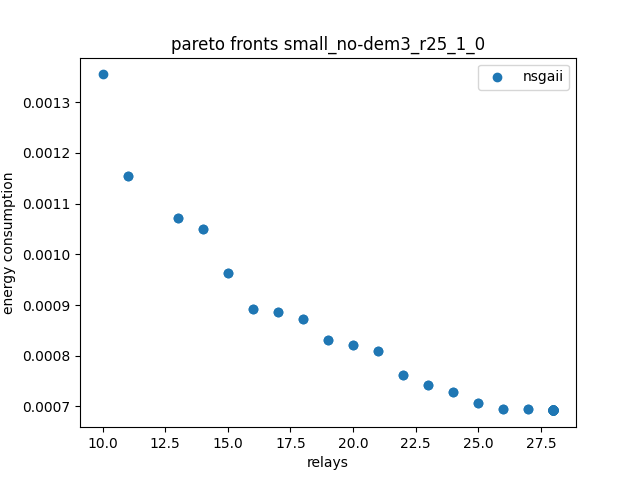 pareto fronts small_no-dem3_r25_1_0
nsgaii
0.0013
0.0012
0.0011
0.0010
0.0009
0.0008
0.0007
energy consumption
10.0 12.5 15.0 17.5 20.0 22.5 25.0 27.5
relays